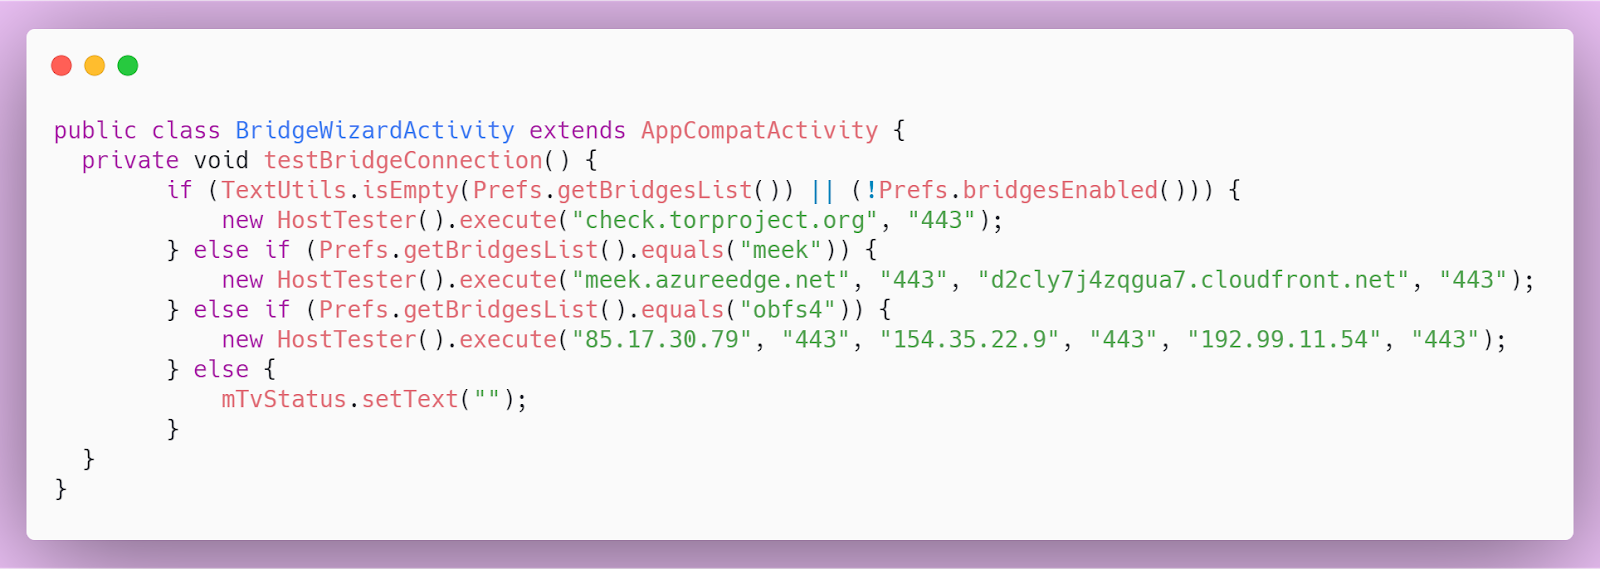 public class BridgeWizardActivity extends AppCompatActivity {
  private void testBridgeConnection() {
        if (TextUtils.isEmpty(Prefs.getBridgesList()) || (!Prefs.bridgesEnabled())) {
            new HostTester().execute("check.torproject.org", "443");
        } else if (Prefs.getBridgesList().equals("meek")) {
            new HostTester().execute("meek.azureedge.net", "443", "d2cly7j4zqgua7.cloudfront.net", "443");
        } else if (Prefs.getBridgesList().equals("obfs4")) {
            new HostTester().execute("85.17.30.79", "443", "154.35.22.9", "443", "192.99.11.54", "443");
        } else {
            mTvStatus.setText("");
        }
  }
}